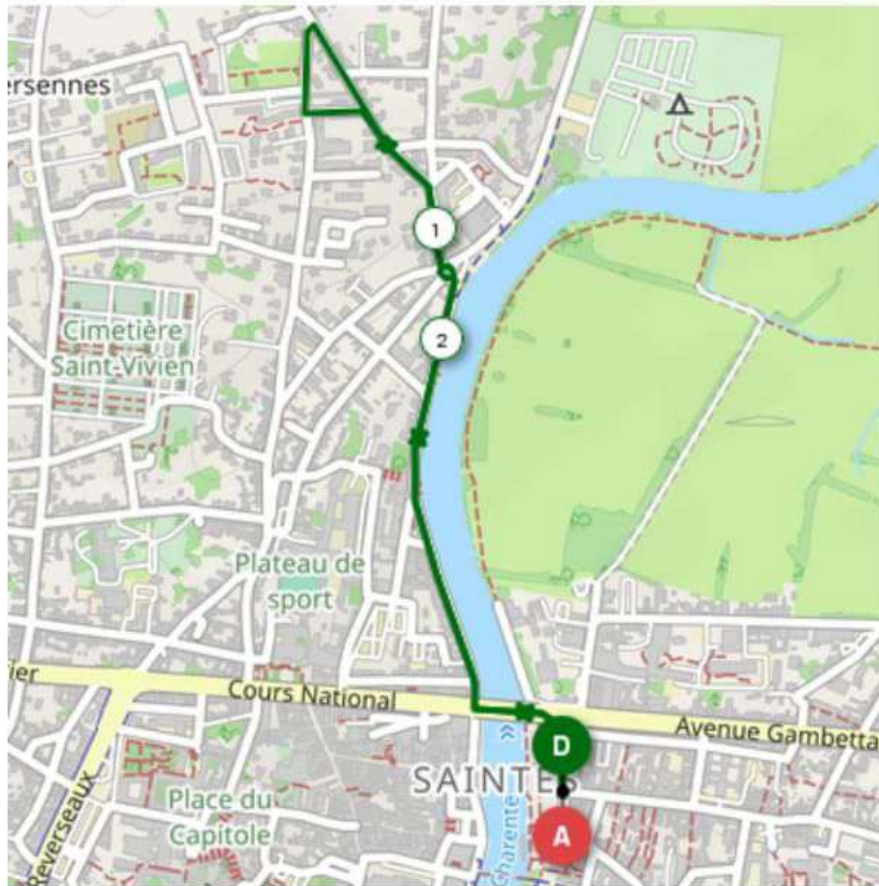 ersennes
1
2
Cimetière
Saint-Vivien
Plateau de
sport
ier
Cours National
Avenue Gambetta
D
SAINTES
Place du
Capitole
A
Reverseaux
Charente